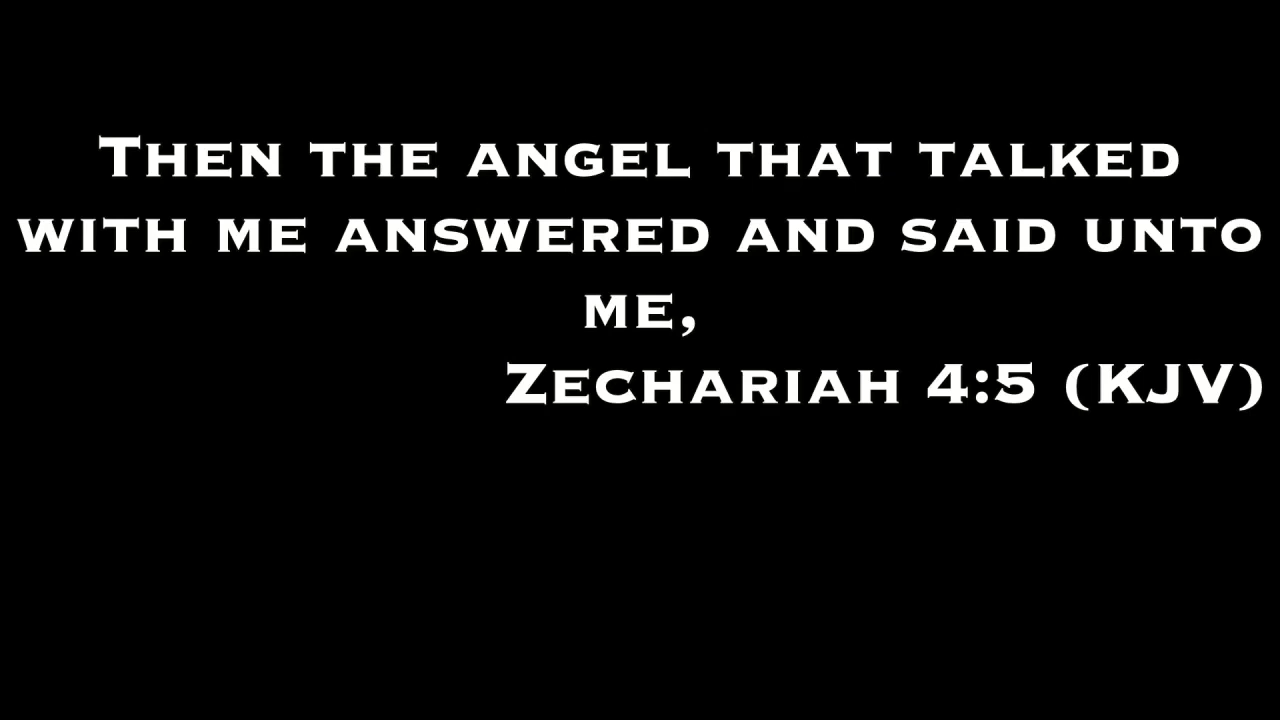 Then the angel that talked
with me answered and said unto
me,
Zechariah 4:5 (KJV)